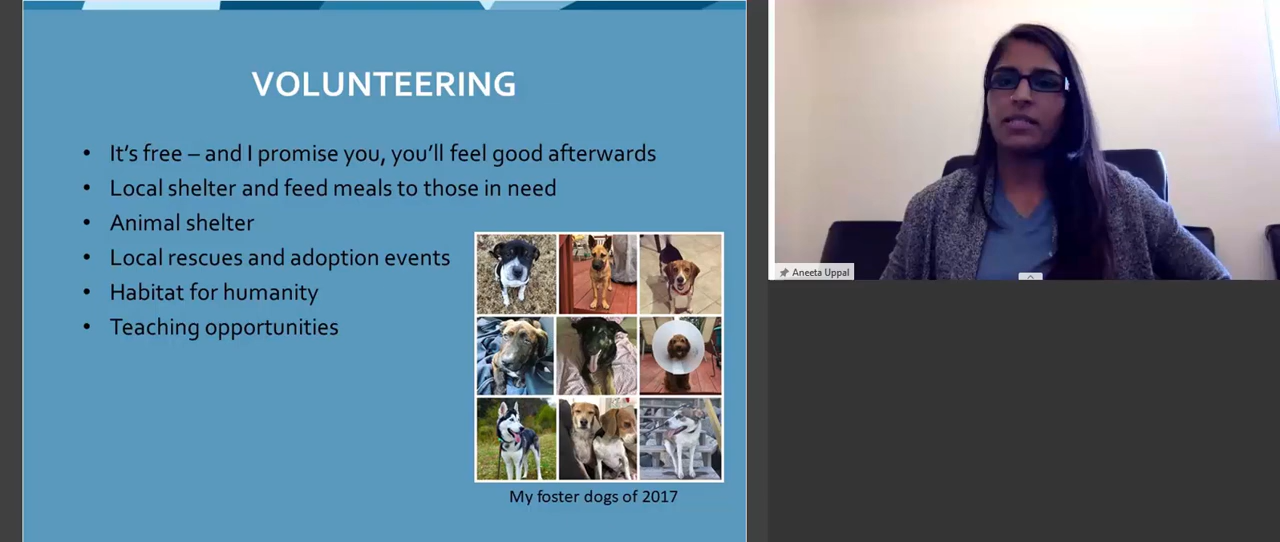 VOLUNTEERING
• It’s free – and I promise you, you’ll feel good afterwards
• Local shelter and feed meals to those in need
• Animal shelter
• Local rescues and adoption events
• Habitat for humanity
• Teaching opportunities
My foster dogs of 2017
Aneeta Uppal